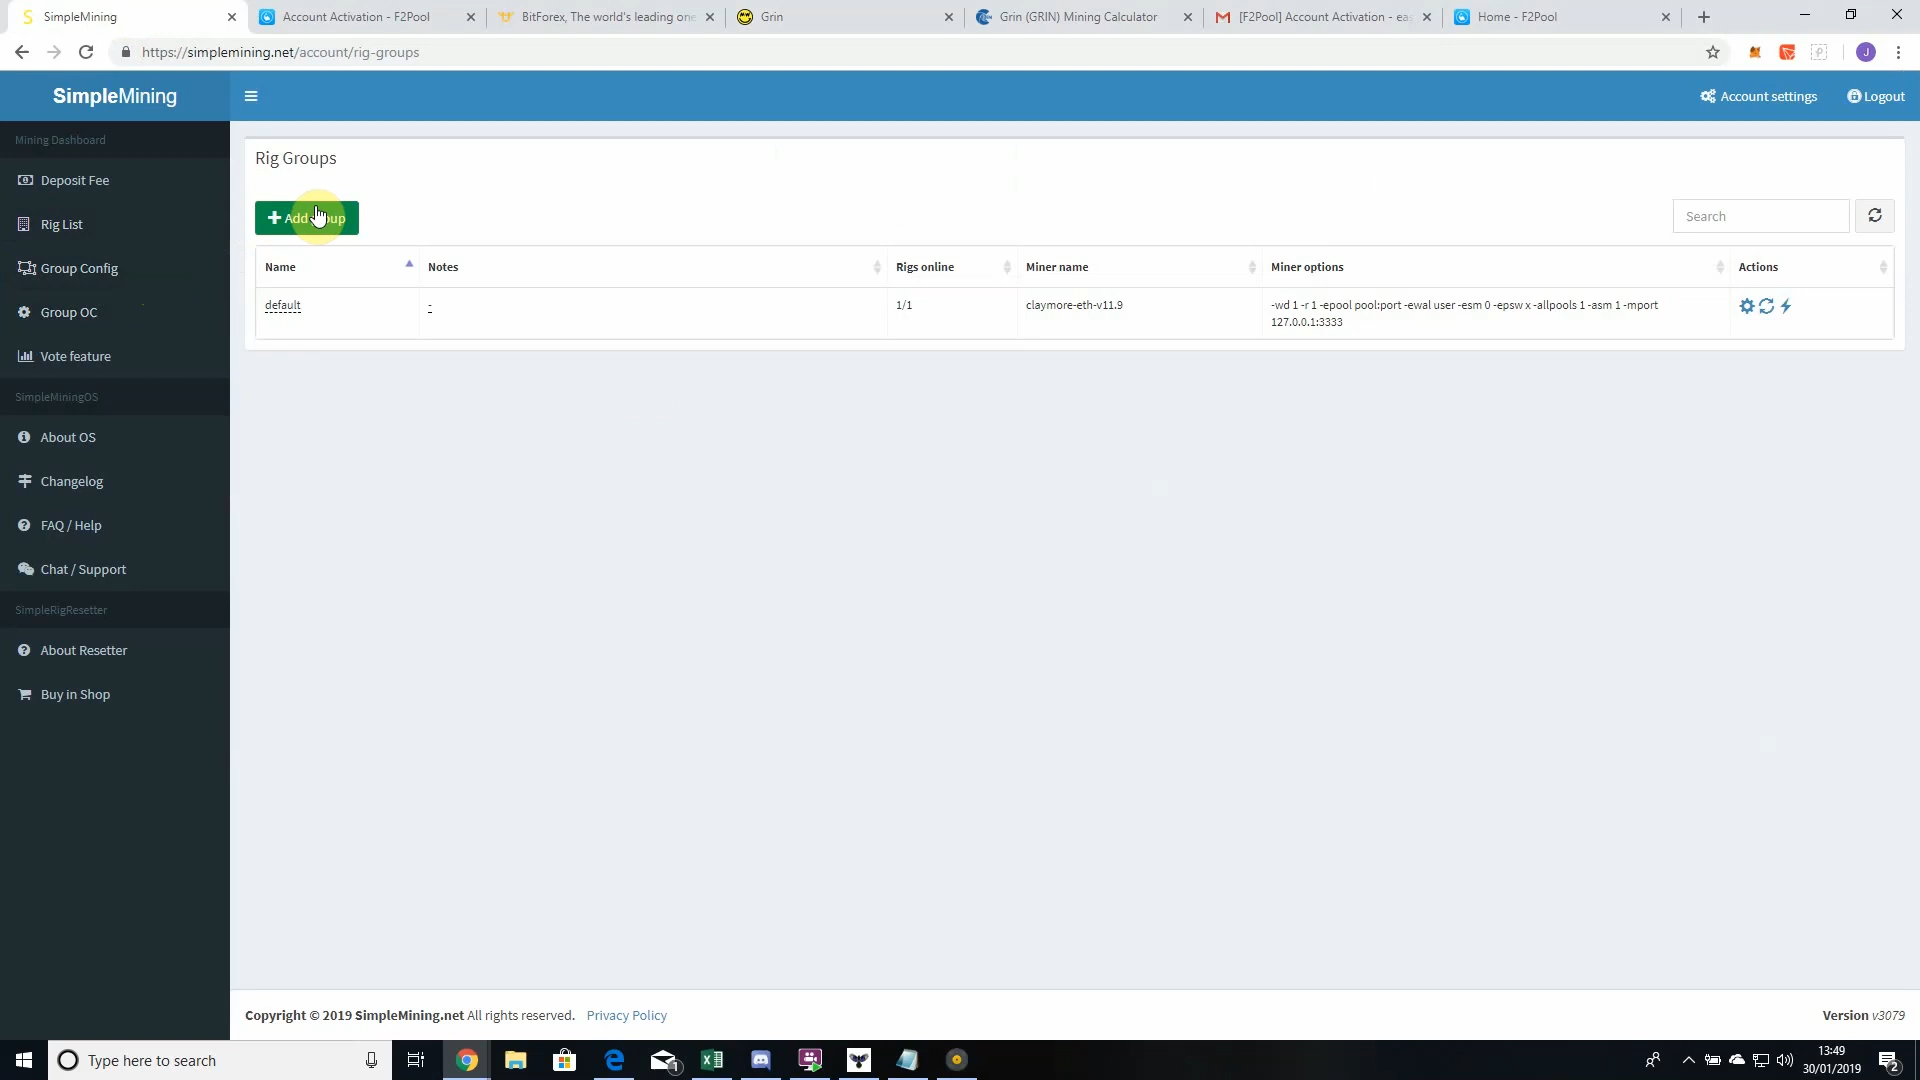 SimpleMining
Account Activation - F2Pool
BitForex, The world's leading one
Grin
Grin (GRIN) Mining Calculator
[F2Pool] Account Activation - eas
Home - F2Pool
https://simplemining.net/account/rig-groups
J
SimpleMining
Account settings
Logout
Mining Dashboard
Deposit Fee
Rig List
Group Config
Group OC
Vote feature
SimpleMiningOS
About OS
Changelog
FAQ / Help
Chat / Support
SimpleRigResetter
About Resetter
Buy in Shop
Rig Groups
Add group
Search
Name
Notes
Rigs online
Miner name
Miner options
Actions
default
-
1/1
claymore-eth-v11.9
-wd 1 -r 1 -epool pool:port -ewal user -esm 0 -epsw x -allpools 1 -asm 1 -mport
127.0.0.1:3333
Copyright © 2019 SimpleMining.net All rights reserved. Privacy Policy
Version v3079
Type here to search
1
13:49
30/01/2019
2